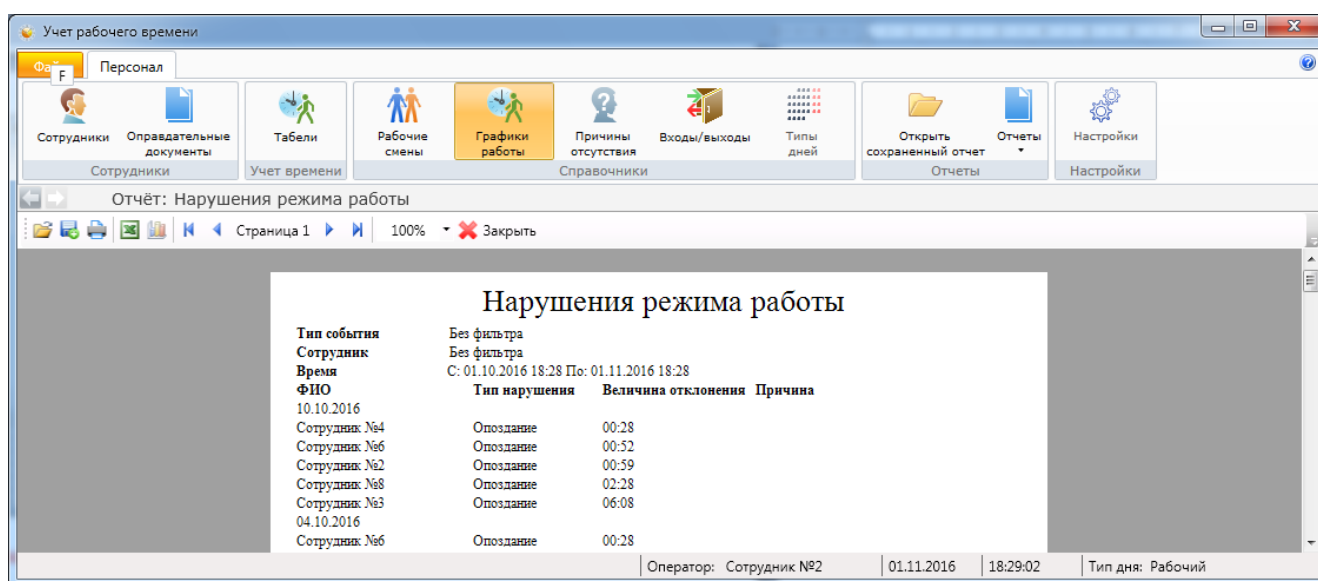 Учет рабочего времени
Фа
F
Персонал
Сотрудники
Оправдательные
документы
Табели
Рабочие
смены
Графики
работы
Причины
отсутствия
Входы/выходы
Типы
дней
Открыть
сохраненный отчет
Отчеты
Настройки
Сотрудники
Учет времени
Справочники
Отчеты
Настройки
Отчёт: Нарушения режима работы
Страница 1
100%
Закрыть
Нарушения режима работы
Тип события Без фильтра
Сотрудник Без фильтра
Время С: 01.10.2016 18:28 По: 01.11.2016 18:28
ФИО Тип нарушения Величина отклонения Причина
10.10.2016
Сотрудник №4 Опоздание 00:28
Сотрудник №6 Опоздание 00:52
Сотрудник №2 Опоздание 00:59
Сотрудник №8 Опоздание 02:28
Сотрудник №3 Опоздание 06:08
04.10.2016
Сотрудник №6 Опоздание 00:28
Оператор: Сотрудник №2 01.11.2016 18:29:02 Тип дня: Рабочий